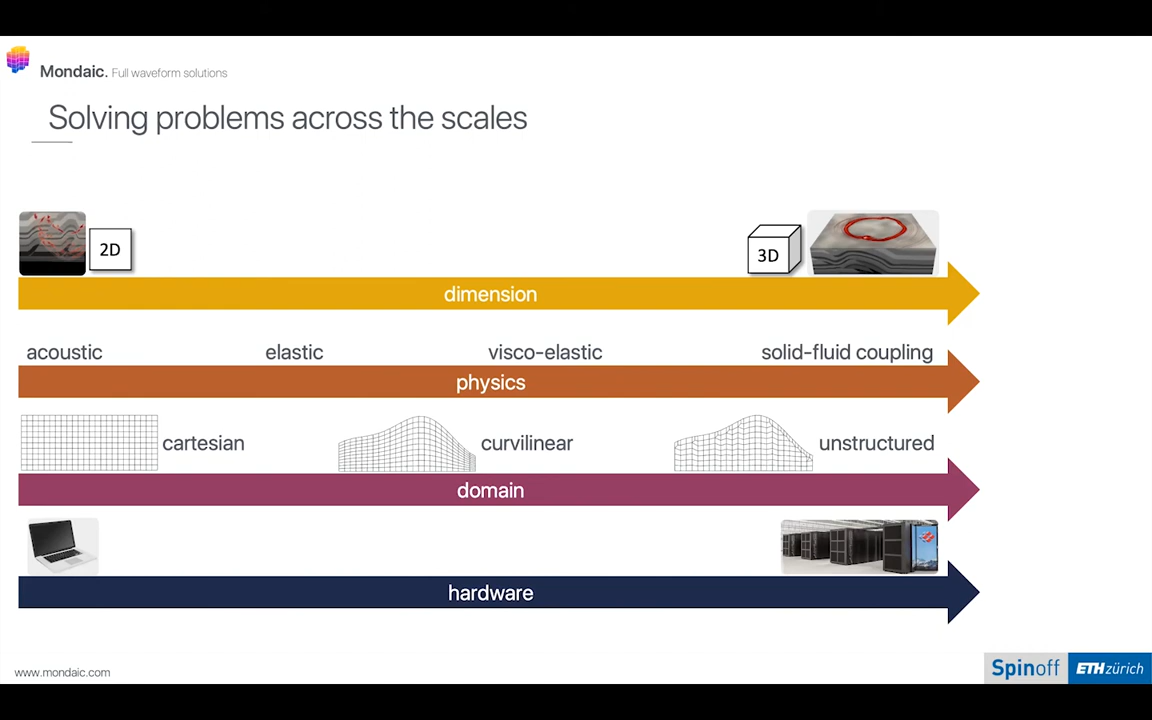 Mondaic. Full waveform solutions
Solving problems across the scales
2D
3D
dimension
acoustic elastic visco-elastic solid-fluid coupling
physics
cartesian curvilinear unstructured
domain
hardware
www.mondaic.com
Spinoff ETHzürich